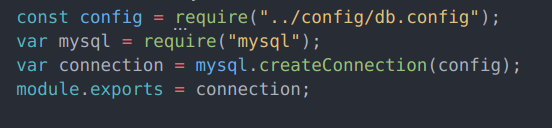 const config = require("../config/db.config");
var mysql = require("mysql");
var connection = mysql.createConnection(config);
module.exports = connection;